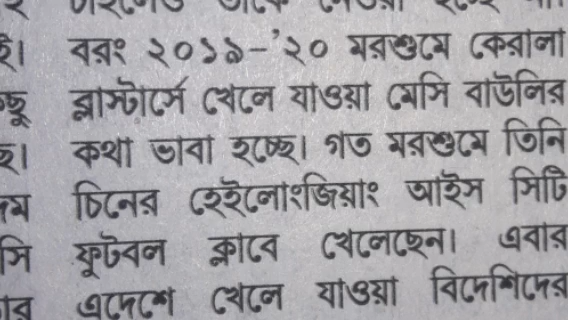 ই। বরং ২০১৯-'২০ মরশুমে কেরালা
ব্লাস্টার্সে খেলে যাওয়া মেসি বাউলির
ছ। কথা ভাবা হচ্ছে। গত মরশুমে তিনি
চিনের হেইলোংজিয়াং আইস সিটি
সি ফুটবল ক্লাবে খেলেছেন। এবার
এদেশে খেলে যাওয়া বিদেশিদের